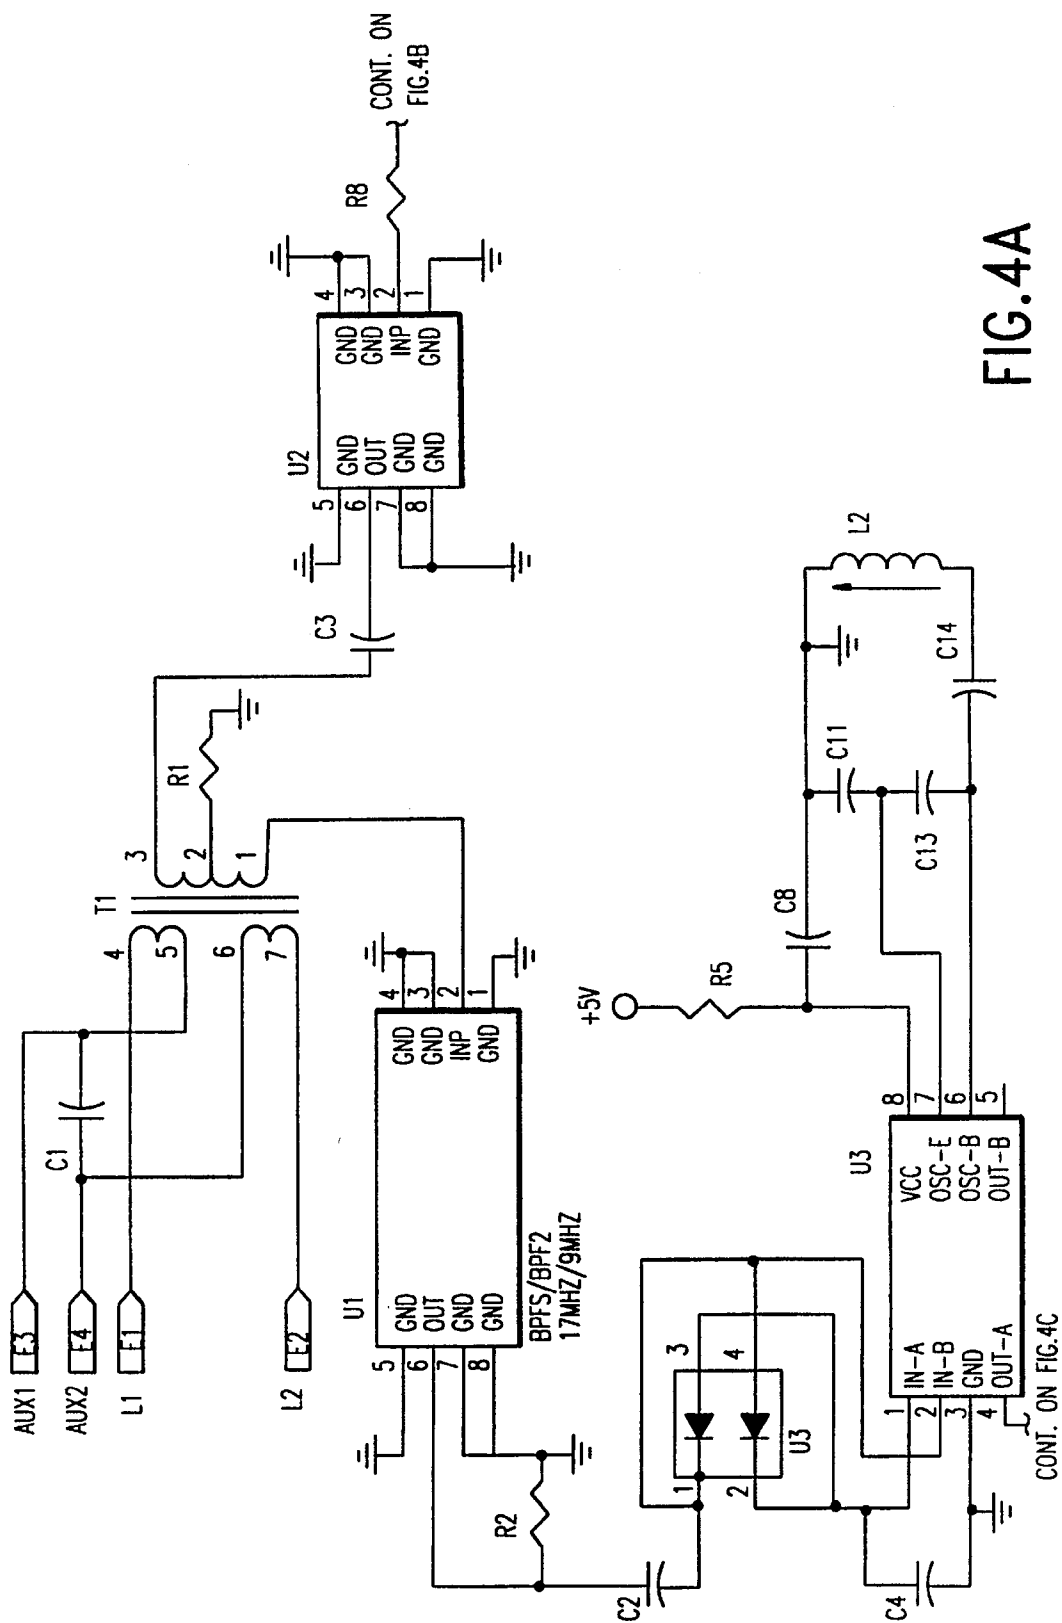 AUX1 E3
AUX2 E4
L1 E1
L2 E2
C1
T1
4
5
6
7
3
2
1
R1
C3
U2
5 GND
6 OUT
7 GND
8 GND
GND 4
GND 3
INP 2
GND 1
R8
CONT. ON
FIG.4B
U1
5 GND
6 OUT
7 GND
8 GND
GND 4
GND 3
INP 2
GND 1
BPFS/BPF2
17MHZ/9MHZ
R2
C2
1
2
3
4
U3
C4
U3
1 IN-A
2 IN-B
3 GND
4 OUT-A
VCC 8
OSC-E 7
OSC-B 6
OUT-B 5
CONT. ON FIG.4C
+5V
R5
C8
C11
C13
C14
L2
FIG.4A